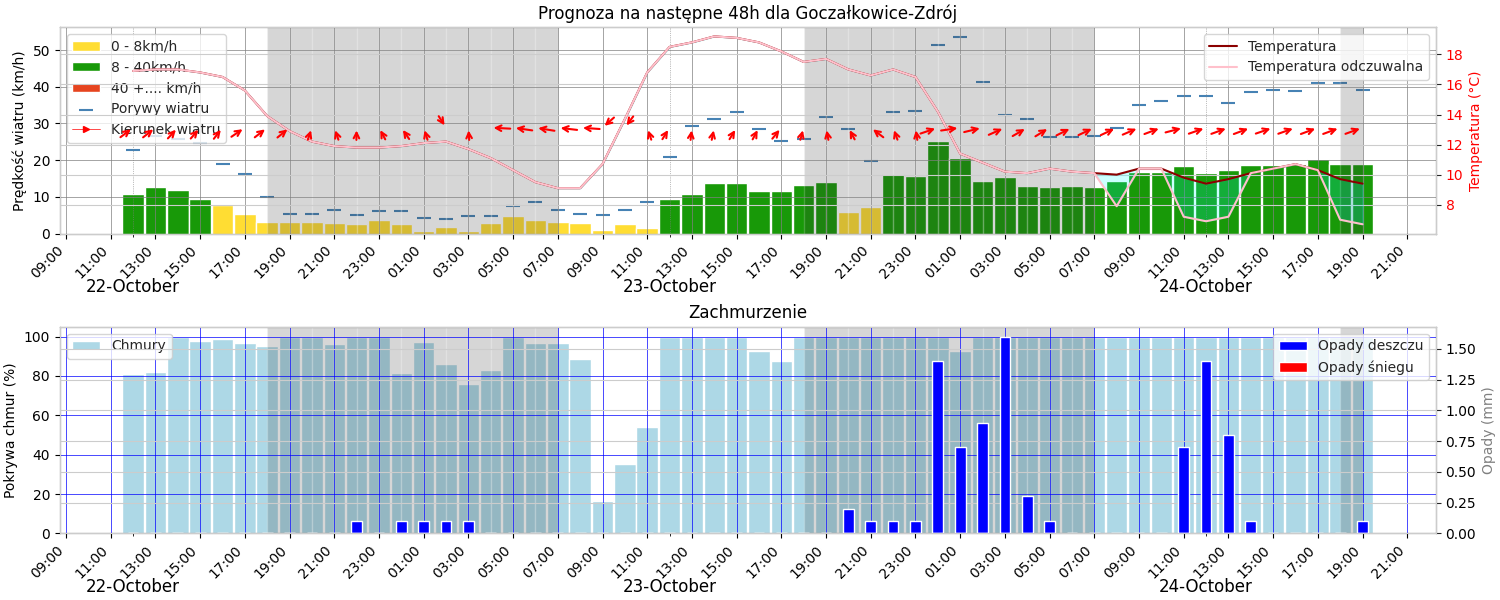 Prognoza na następne 48h dla Goczałkowice-Zdrój
Prędkość wiatru (km/h)
50
40
30
20
10
0
0 - 8km/h
8 - 40km/h
40 +.... km/h
Porywy wiatru
Kierunek wiatru
Temperatura
Temperatura odczuwalna
18
16
14
12
10
8
Temperatura (°C)
09:00 11:00 13:00 15:00 17:00 19:00 21:00 23:00 01:00 03:00 05:00 07:00 09:00 11:00 13:00 15:00 17:00 19:00 21:00 23:00 01:00 03:00 05:00 07:00 09:00 11:00 13:00 15:00 17:00 19:00 21:00
22-October 23-October 24-October
Zachmurzenie
Pokrywa chmur (%)
100
80
60
40
20
0
Chmury
Opady deszczu
Opady śniegu
1.50
1.25
1.00
0.75
0.50
0.25
0.00
Opady (mm)
09:00 11:00 13:00 15:00 17:00 19:00 21:00 23:00 01:00 03:00 05:00 07:00 09:00 11:00 13:00 15:00 17:00 19:00 21:00 23:00 01:00 03:00 05:00 07:00 09:00 11:00 13:00 15:00 17:00 19:00 21:00
22-October 23-October 24-October